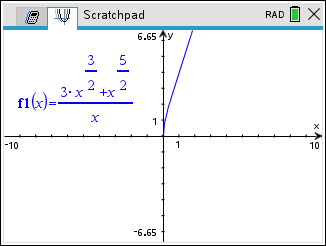 Scratchpad RAD
6.65 y
f1(x)=(3·x^(3/2)+x^(5/2))/x
1
x
-10 1 10
-6.65